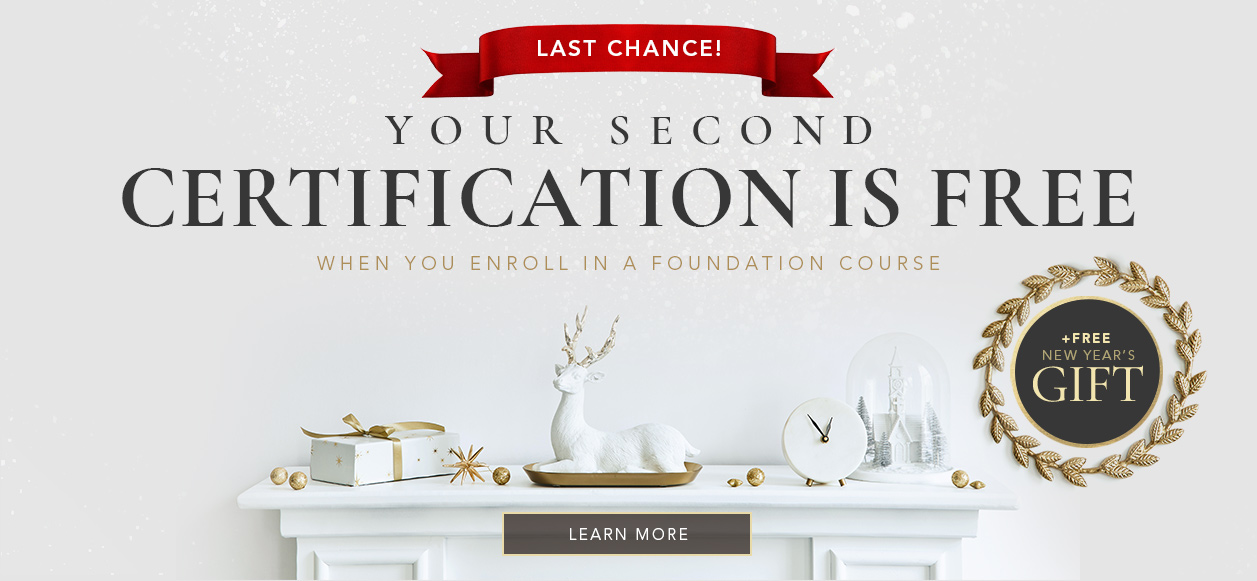 LAST CHANCE!
YOUR SECOND
CERTIFICATION IS FREE
WHEN YOU ENROLL IN A FOUNDATION COURSE
+FREE
NEW YEAR'S
GIFT
LEARN MORE